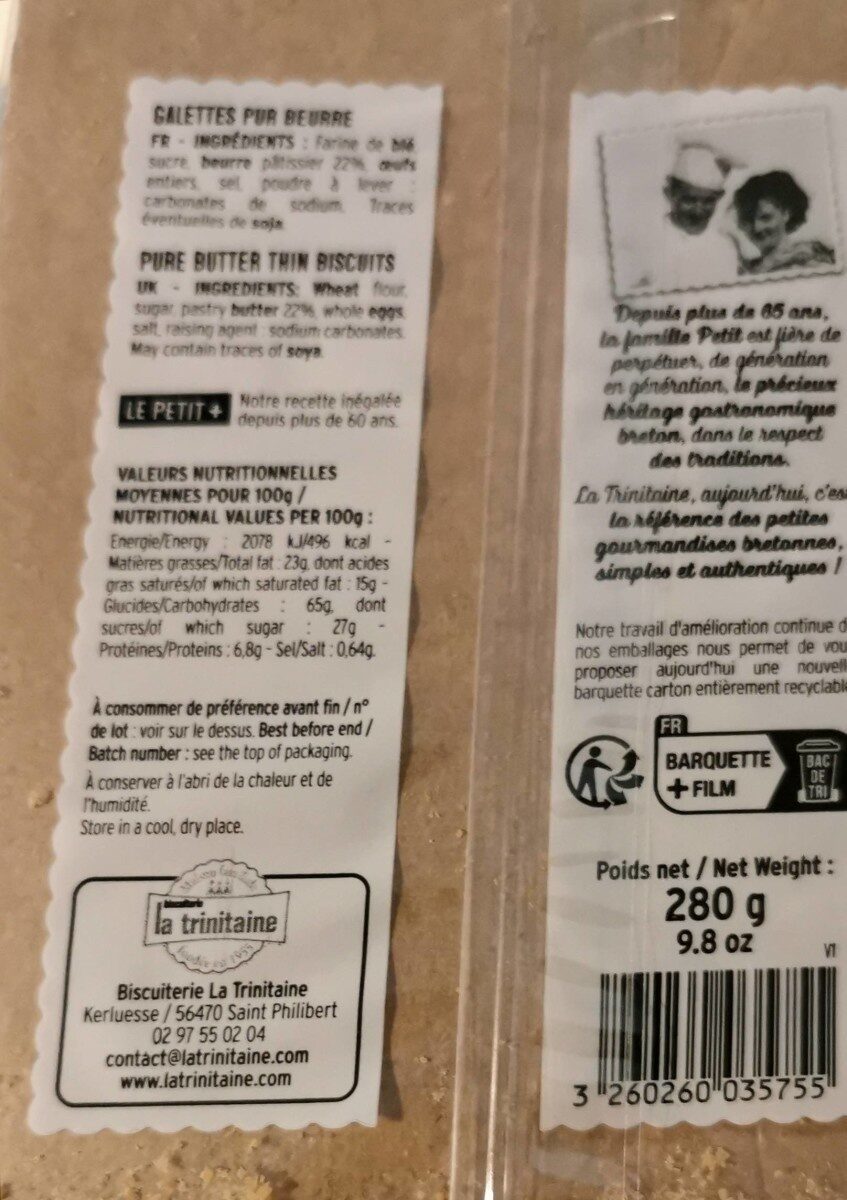 GALETTES PUR BEURRE
FR - INGRÉDIENTS : Farine de blé
sucre, beurre pâtissier 22%, œufs
entiers, sel, poudre à lever :
carbonates de sodium. Traces
éventuelles de soja.
PURE BUTTER THIN BISCUITS
UK - INGREDIENTS: Wheat flour,
sugar, pastry butter 22%, whole eggs,
salt, raising agent : sodium carbonates.
May contain traces of soya.
LE PETIT +
Notre recette inégalée
depuis plus de 60 ans.
VALEURS NUTRITIONNELLES
MOYENNES POUR 100g /
NUTRITIONAL VALUES PER 100g :
Energie/Energy : 2078 kJ/496 kcal -
Matières grasses/Total fat : 23g, dont acides
gras saturés/of which saturated fat : 15g -
Glucides/Carbohydrates : 65g, dont
sucres/of which sugar : 27g -
Protéines/Proteins : 6,8g - Sel/Salt : 0,64g.
À consommer de préférence avant fin / n°
de lot : voir sur le dessus. Best before end /
Batch number : see the top of packaging.
À conserver à l'abri de la chaleur et de
l'humidité.
Store in a cool, dry place.
biscuiterie
la trinitaine
Fondée en 1955
Biscuiterie La Trinitaine
Kerluesse / 56470 Saint Philibert
02 97 55 02 04
contact@latrinitaine.com
www.latrinitaine.com
Depuis plus de 65 ans,
la famille Petit est fière de
perpétuer, de génération
en génération, le précieux
héritage gastronomique
breton, dans le respect
des traditions.
La Trinitaine, aujourd'hui, c'es
la référence des petites
gourmandises bretonnes,
simples et authentiques !
Notre travail d'amélioration continue d
nos emballages nous permet de vou
proposer aujourd'hui une nouvell
barquette carton entièrement recyclable
FR
BARQUETTE
+ FILM
BAC
DE
TRI
Poids net / Net Weight :
280 g
9.8 oz
V1
3 260260 035755